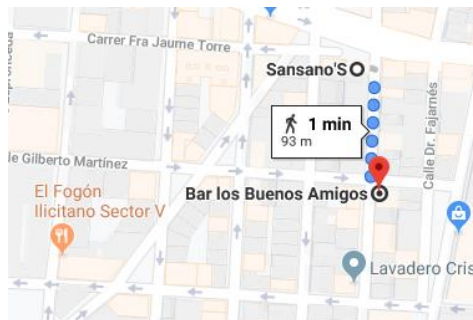 Carrer Fra Jaume Torre
Sansano'S
1 min
93 m
Calle Dr. Fajarnés
le Gilberto Martínez
El Fogón
Ilicitano Sector V
Bar los Buenos Amigos
Lavadero Cris